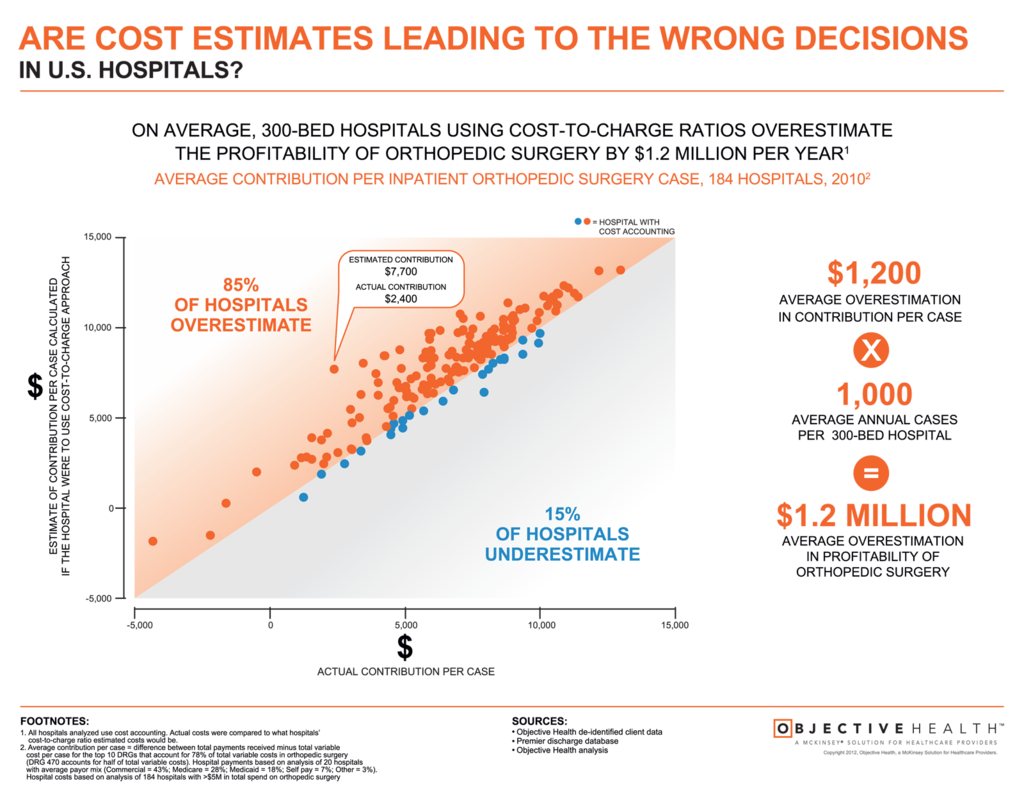 ARE COST ESTIMATES LEADING TO THE WRONG DECISIONS
IN U.S. HOSPITALS?
ON AVERAGE, 300-BED HOSPITALS USING COST-TO-CHARGE RATIOS OVERESTIMATE
THE PROFITABILITY OF ORTHOPEDIC SURGERY BY $1.2 MILLION PER YEAR¹
AVERAGE CONTRIBUTION PER INPATIENT ORTHOPEDIC SURGERY CASE, 184 HOSPITALS, 2010²
= HOSPITAL WITH
COST ACCOUNTING
$
ESTIMATE OF CONTRIBUTION PER CASE CALCULATED
IF THE HOSPITAL WERE TO USE COST-TO-CHARGE APPROACH
15,000
10,000
5,000
0
-5,000
85%
OF HOSPITALS
OVERESTIMATE
ESTIMATED CONTRIBUTION
$7,700
ACTUAL CONTRIBUTION
$2,400
15%
OF HOSPITALS
UNDERESTIMATE
-5,000
0
5,000
10,000
15,000
$
ACTUAL CONTRIBUTION PER CASE
$1,200
AVERAGE OVERESTIMATION
IN CONTRIBUTION PER CASE
X
1,000
AVERAGE ANNUAL CASES
PER 300-BED HOSPITAL
=
$1.2 MILLION
AVERAGE OVERESTIMATION
IN PROFITABILITY OF
ORTHOPEDIC SURGERY
FOOTNOTES:
1. All hospitals analyzed use cost accounting. Actual costs were compared to what hospitals'
cost-to-charge ratio estimated costs would be.
2. Average contribution per case = difference between total payments received minus total variable
cost per case for the top 10 DRGs that account for 78% of total variable costs in orthopedic surgery
(DRG 470 accounts for half of total variable costs). Hospital payments based on analysis of 20 hospitals
with average payor mix (Commercial = 43%; Medicare = 28%; Medicaid = 18%; Self pay = 7%; Other = 3%).
Hospital costs based on analysis of 184 hospitals with >$5M in total spend on orthopedic surgery
SOURCES:
• Objective Health de-identified client data
• Premier discharge database
• Objective Health analysis
OBJECTIVE HEALTH™
A MCKINSEY® SOLUTION FOR HEALTHCARE PROVIDERS
Copyright 2012, Objective Health, a McKinsey Solution for Healthcare Providers.